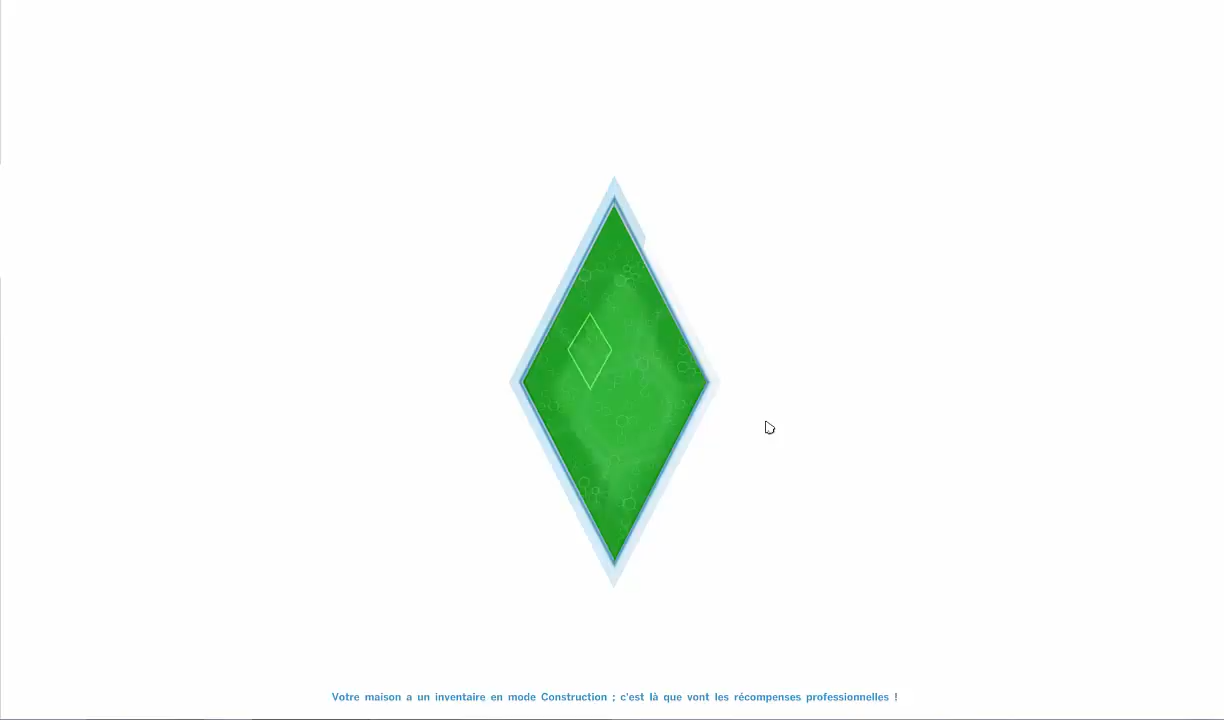 Votre maison a un inventaire en mode Construction ; c'est là que vont les récompenses professionnelles !